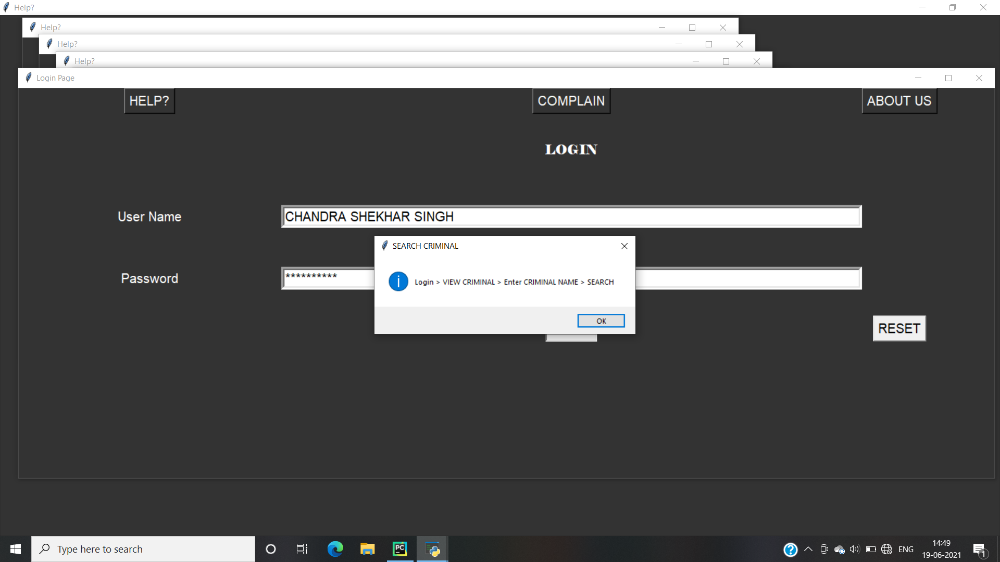 Help?
Help?
Help?
Help?
Login Page
HELP? COMPLAIN ABOUT US
LOGIN
User Name CHANDRA SHEKHAR SINGH
SEARCH CRIMINAL
Password **********
Login > VIEW CRIMINAL > Enter CRIMINAL NAME > SEARCH
OK
RESET
Type here to search
PC
ENG
14:49
19-06-2021
1